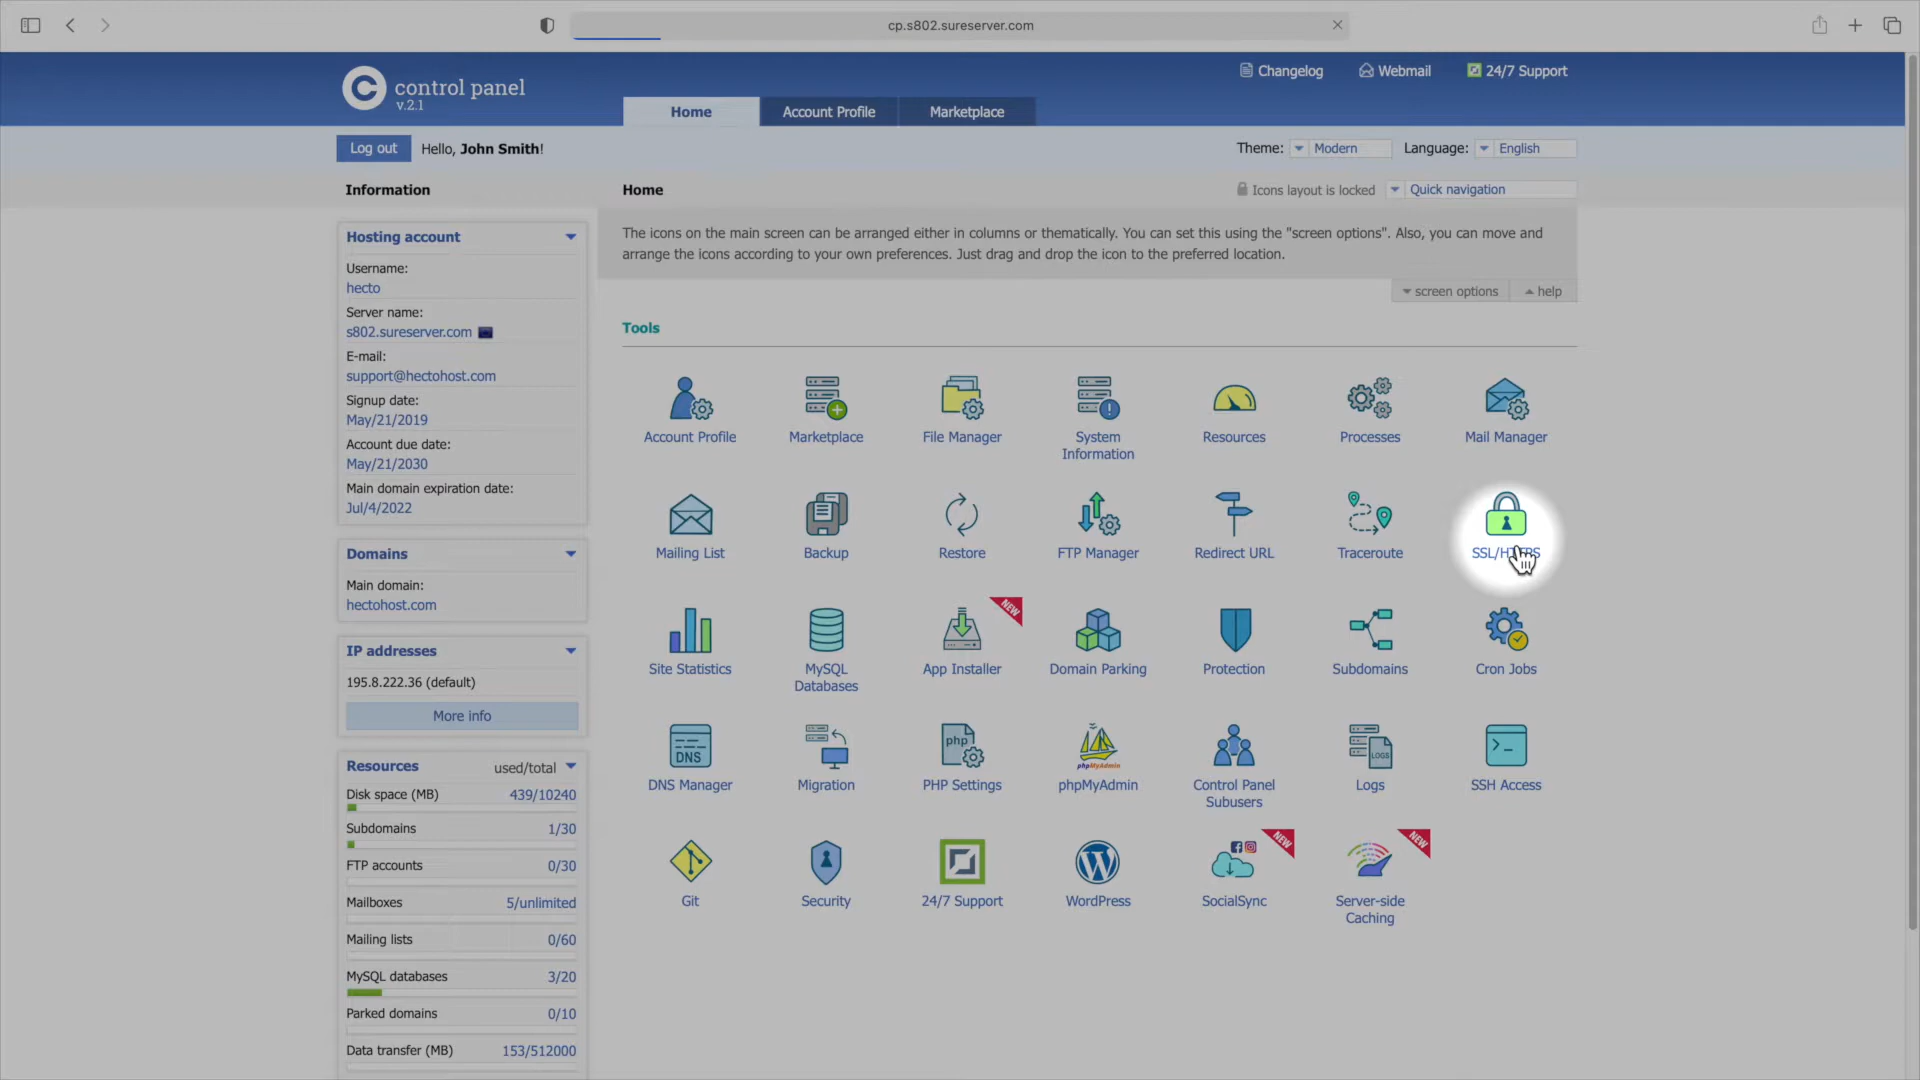 cp.s802.sureserver.com
control panel
v.2.1
Changelog
Webmail
24/7 Support
Home
Account Profile
Marketplace
Log out
Hello, John Smith!
Theme:
Modern
Language:
English
Information
Home
Icons layout is locked
Quick navigation
The icons on the main screen can be arranged either in columns or thematically. You can set this using the "screen options". Also, you can move and
arrange the icons according to your own preferences. Just drag and drop the icon to the preferred location.
screen options
help
Hosting account
Username:
hecto
Server name:
s802.sureserver.com
E-mail:
support@hectohost.com
Signup date:
May/21/2019
Account due date:
May/21/2030
Main domain expiration date:
Jul/4/2022
Domains
Main domain:
hectohost.com
IP addresses
195.8.222.36 (default)
More info
Resources
used/total
Disk space (MB)
439/10240
Subdomains
1/30
FTP accounts
0/30
Mailboxes
5/unlimited
Mailing lists
0/60
MySQL databases
3/20
Parked domains
0/10
Data transfer (MB)
153/512000
Tools
Account Profile
Marketplace
File Manager
System
Information
Resources
Processes
Mail Manager
Mailing List
Backup
Restore
FTP Manager
Redirect URL
Traceroute
SSL/HTTPS
Site Statistics
MySQL
Databases
NEW
App Installer
Domain Parking
Protection
Subdomains
Cron Jobs
DNS
DNS Manager
Migration
php
PHP Settings
phpMyAdmin
phpMyAdmin
Control Panel
Subusers
LOGS
Logs
SSH Access
Git
Security
24/7 Support
WordPress
NEW
SocialSync
NEW
Server-side
Caching